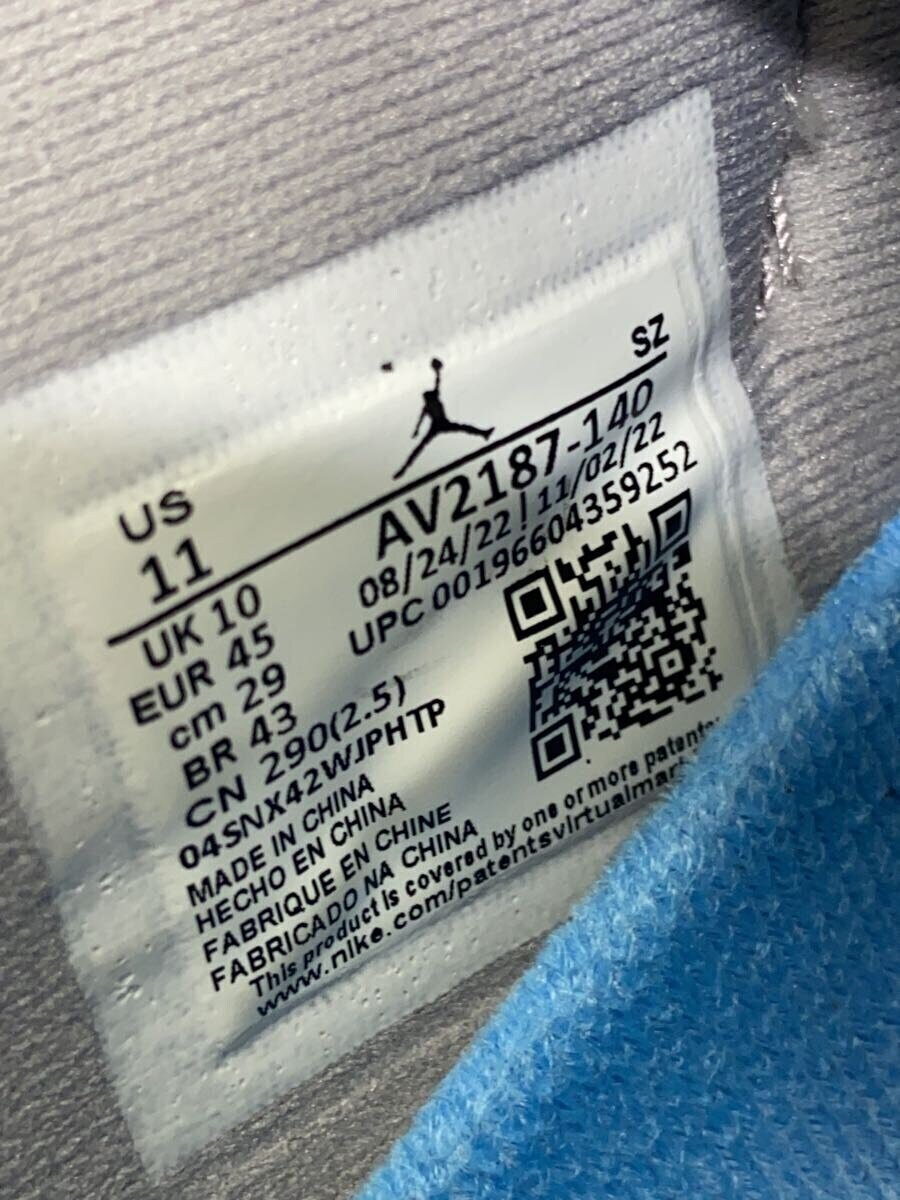 SZ
US
11
AV2187-140
08/24/22 | 11/02/22
UPC 00196604359252
UK 10
EUR 45
cm 29
BR 43
CN 290(2.5)
04SNX42WJPHTP
MADE IN CHINA
HECHO EN CHINA
FABRIQUE EN CHINE
FABRICADO NA CHINA
This product is covered by one or more patents
www.nike.com/patentsvirtualmar